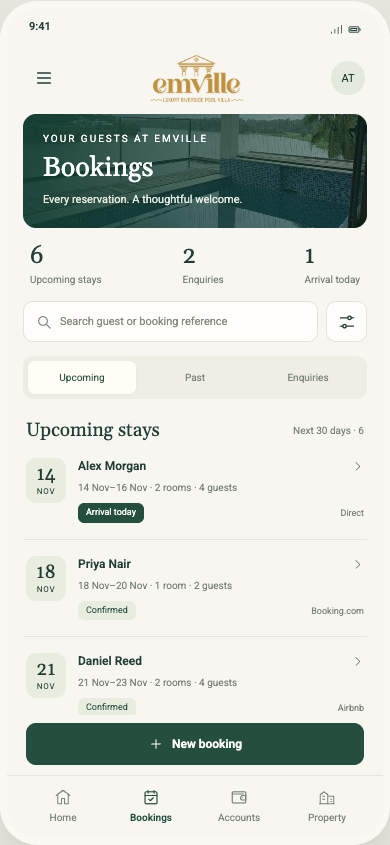 9:41
emville
LUXURY RIVERSIDE POOL VILLA
AT
YOUR GUESTS AT EMVILLE
Bookings
Every reservation. A thoughtful welcome.
6
Upcoming stays
2
Enquiries
1
Arrival today
Search guest or booking reference
Upcoming
Past
Enquiries
Upcoming stays
Next 30 days · 6
14
NOV
Alex Morgan
14 Nov–16 Nov · 2 rooms · 4 guests
Arrival today
Direct
18
NOV
Priya Nair
18 Nov–20 Nov · 1 room · 2 guests
Confirmed
Booking.com
21
NOV
Daniel Reed
21 Nov–23 Nov · 2 rooms · 4 guests
Confirmed
Airbnb
+ New booking
Home
Bookings
Accounts
Property